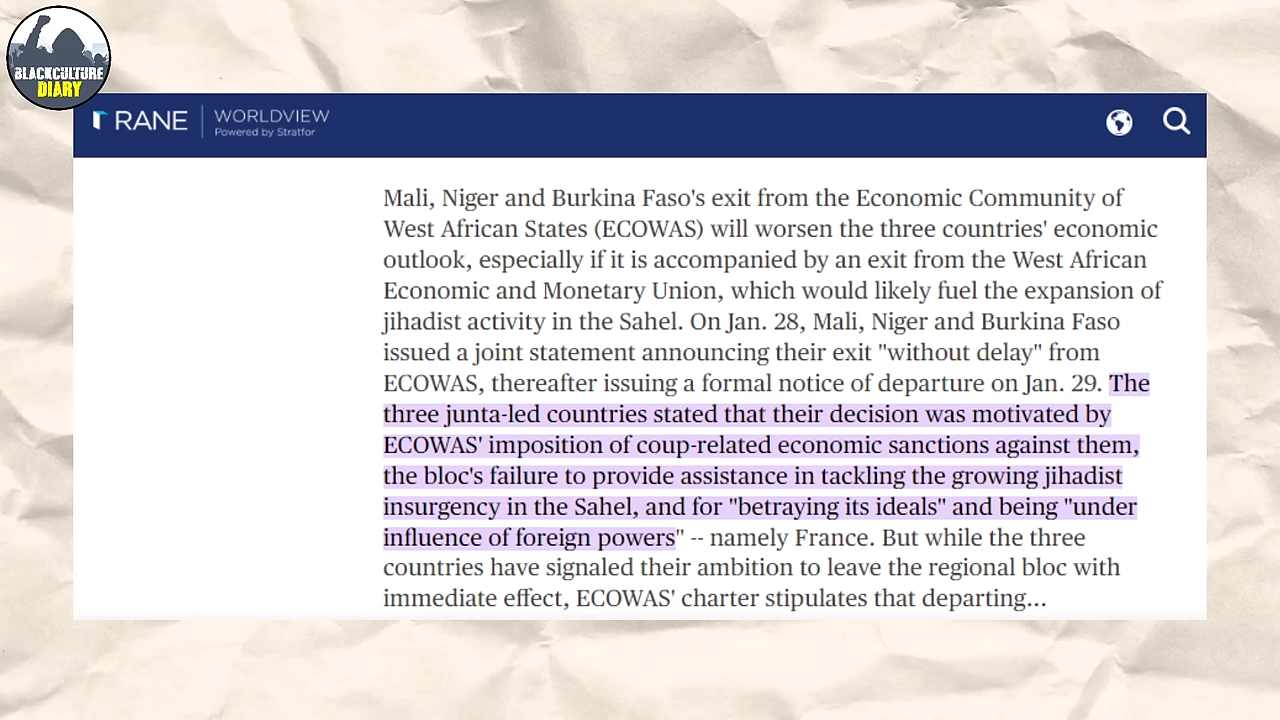 BLACKCULTURE
DIARY
RANE
WORLDVIEW
Powered by Stratfor
Mali, Niger and Burkina Faso's exit from the Economic Community of
West African States (ECOWAS) will worsen the three countries' economic
outlook, especially if it is accompanied by an exit from the West African
Economic and Monetary Union, which would likely fuel the expansion of
jihadist activity in the Sahel. On Jan. 28, Mali, Niger and Burkina Faso
issued a joint statement announcing their exit "without delay" from
ECOWAS, thereafter issuing a formal notice of departure on Jan. 29. The
three junta-led countries stated that their decision was motivated by
ECOWAS' imposition of coup-related economic sanctions against them,
the bloc's failure to provide assistance in tackling the growing jihadist
insurgency in the Sahel, and for "betraying its ideals" and being "under
influence of foreign powers" -- namely France. But while the three
countries have signaled their ambition to leave the regional bloc with
immediate effect, ECOWAS' charter stipulates that departing...